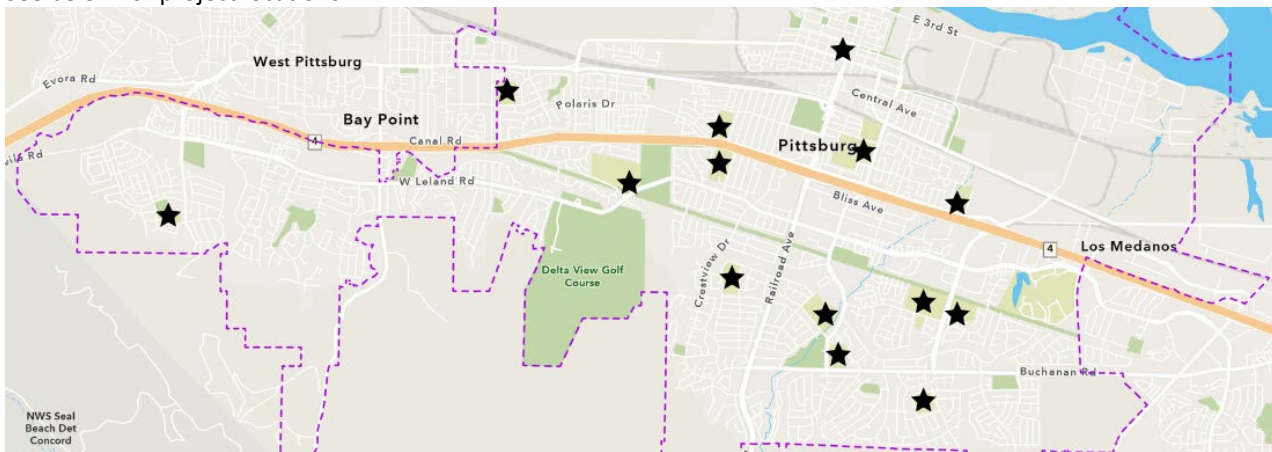 E 3rd St
West Pittsburg
Evora Rd
Central Ave
Polaris Dr
Bay Point
4
Canal Rd
Pittsburg
W Leland Rd
Bliss Ave
4
Los Medanos
Crestview Dr
Railroad Ave
Delta View Golf
Course
Buchanan Rd
NWS Seal
Beach Det
Concord